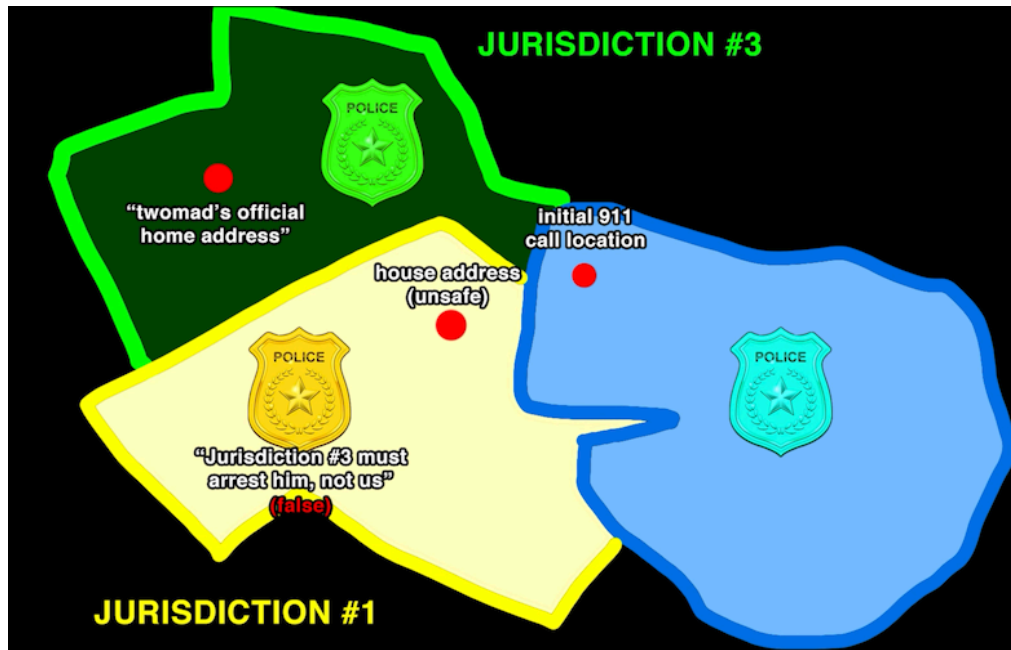 JURISDICTION #3
POLICE
“twomad’s official
home address”
initial 911
call location
house address
(unsafe)
POLICE
“Jurisdiction #3 must
arrest him, not us”
(false)
POLICE
JURISDICTION #1